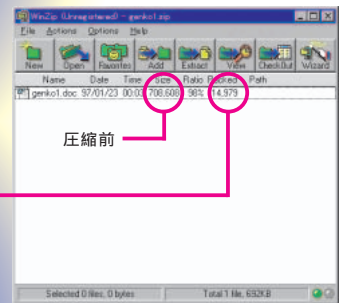 WinZip (Unregistered) - genko1.zip
File Actions Options Help
New Open Favorites Add Extract View CheckOut Wizard
Name Date Time Size Ratio Packed Path
genko1.doc 97/01/23 00:03 708,608 98% 14,979
圧縮前
Selected 0 files, 0 bytes Total 1 file, 692KB